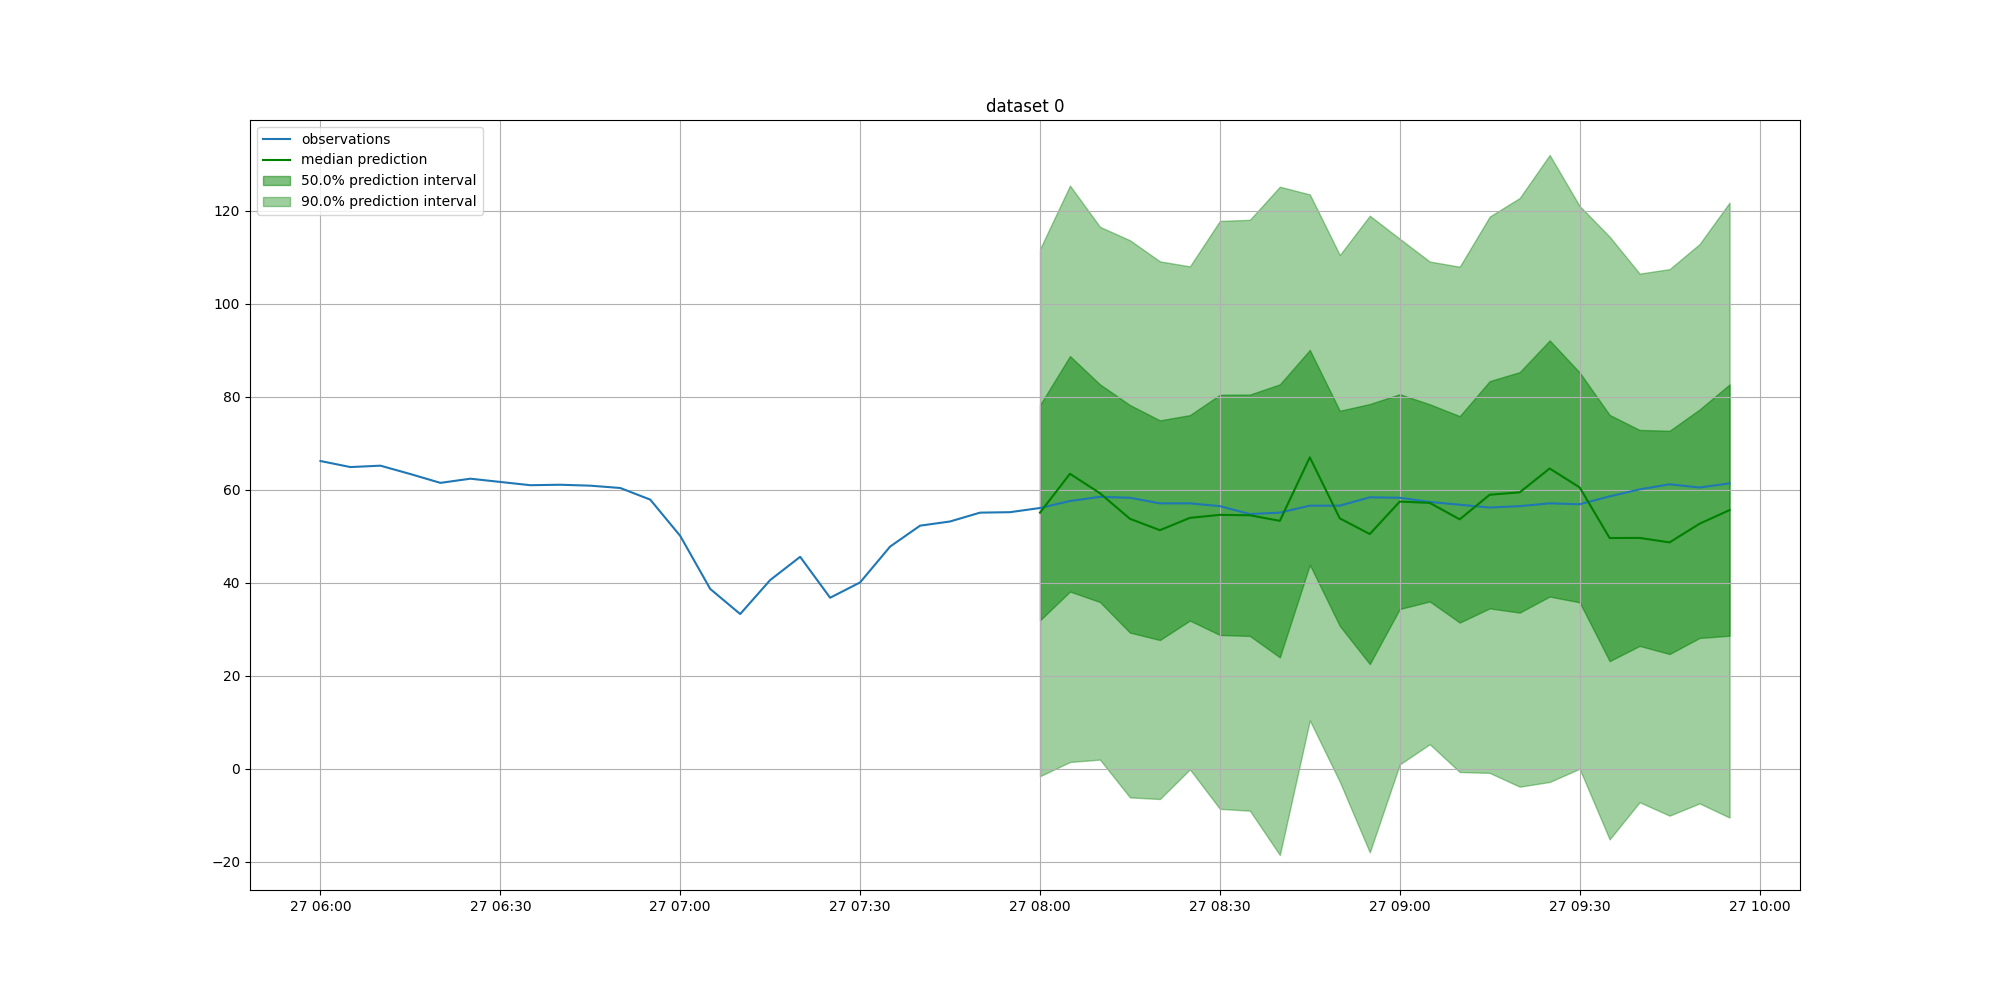 dataset 0
observations
median prediction
50.0% prediction interval
90.0% prediction interval
120
100
80
60
40
20
0
−20
27 06:00 27 06:30 27 07:00 27 07:30 27 08:00 27 08:30 27 09:00 27 09:30 27 10:00